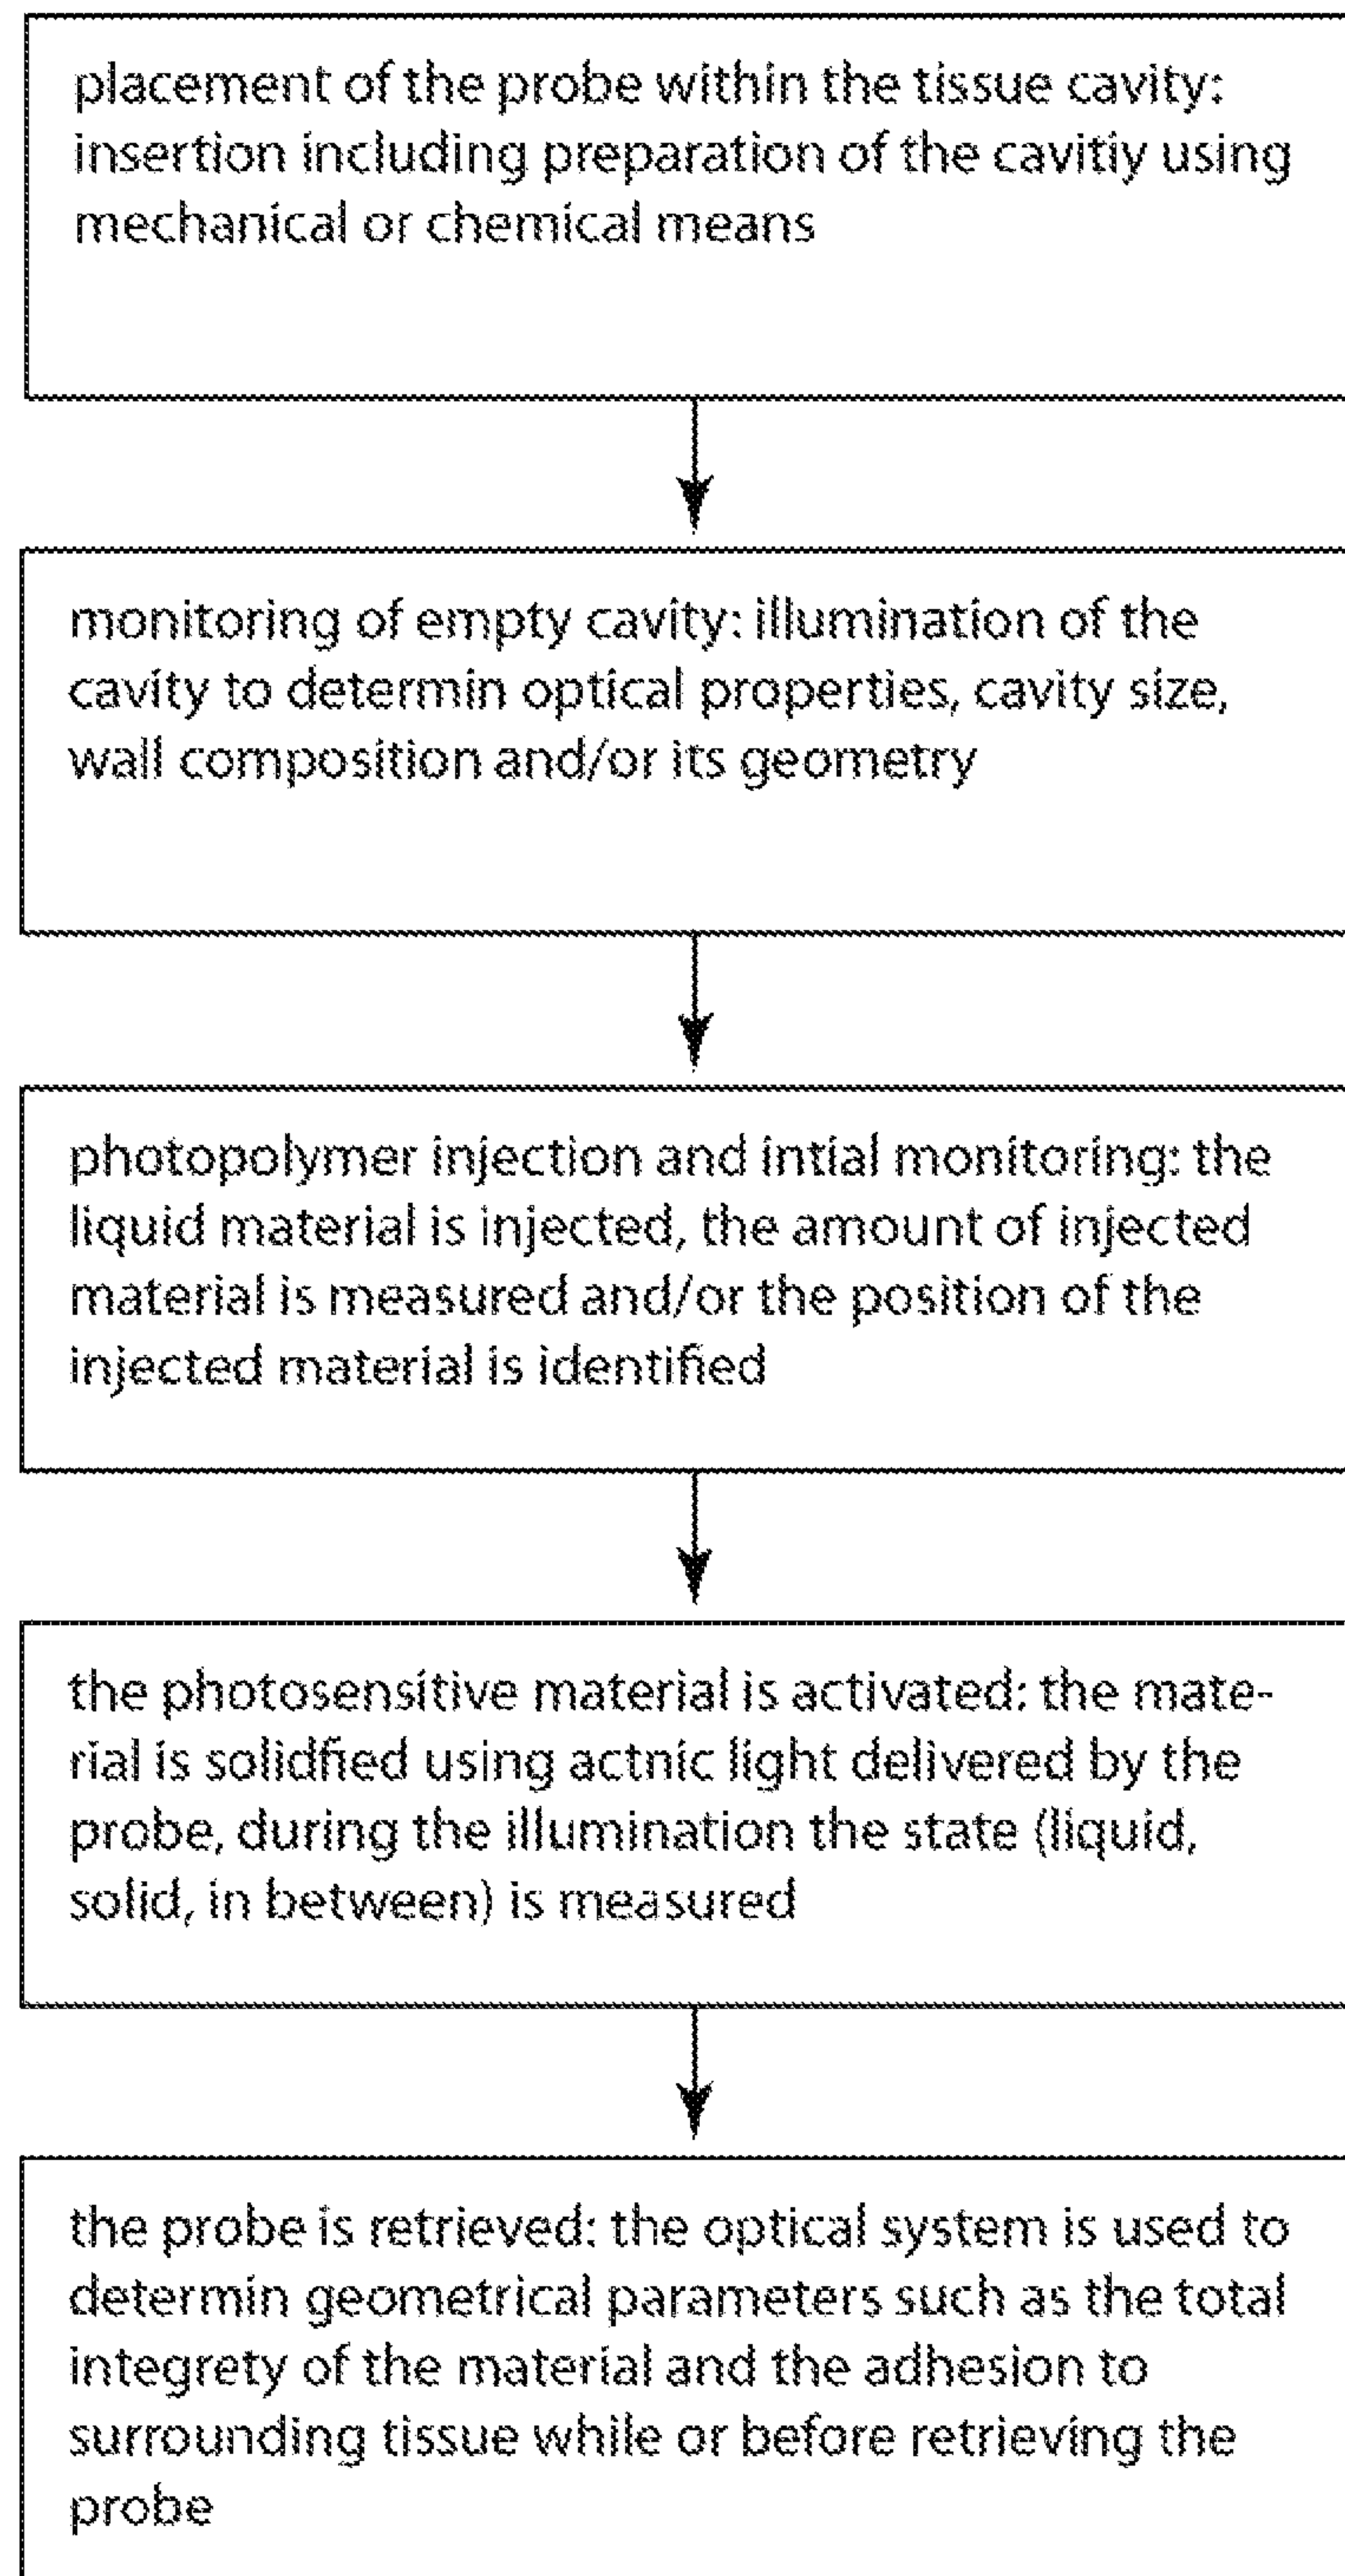 placement of the probe within the tissue cavity:
insertion including preparation of the cavitiy using
mechanical or chemical means
monitoring of empty cavity: illumination of the
cavity to determin optical properties, cavity size,
wall composition and/or its geometry
photopolymer injection and intial monitoring: the
liquid material is injected, the amount of injected
material is measured and/or the position of the
injected material is identified
the photosensitive material is activated: the mate-
rial is solidfied using actnic light delivered by the
probe, during the illumination the state (liquid,
solid, in between) is measured
the probe is retrieved: the optical system is used to
determin geometrical parameters such as the total
integrety of the material and the adhesion to
surrounding tissue while or before retrieving the
probe